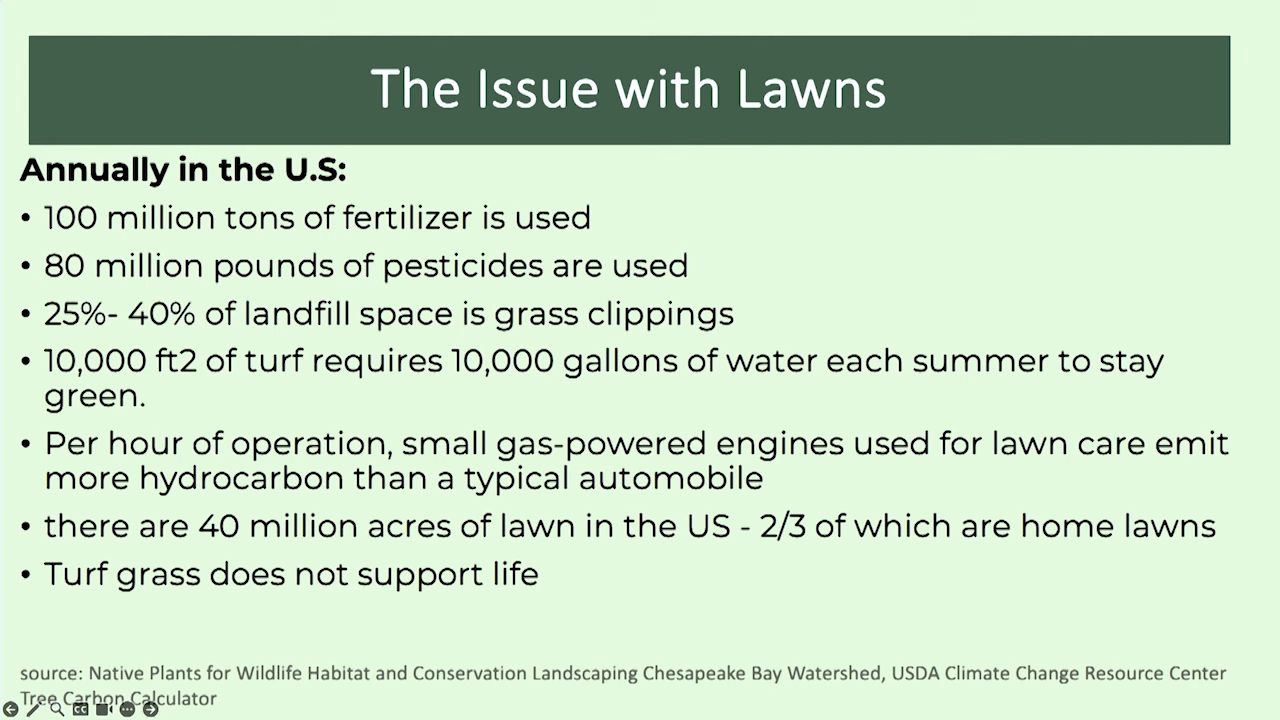 The Issue with Lawns
Annually in the U.S:
• 100 million tons of fertilizer is used
• 80 million pounds of pesticides are used
• 25%- 40% of landfill space is grass clippings
• 10,000 ft2 of turf requires 10,000 gallons of water each summer to stay
green.
• Per hour of operation, small gas-powered engines used for lawn care emit
more hydrocarbon than a typical automobile
• there are 40 million acres of lawn in the US - 2/3 of which are home lawns
• Turf grass does not support life
source: Native Plants for Wildlife Habitat and Conservation Landscaping Chesapeake Bay Watershed, USDA Climate Change Resource Center
Tree Carbon Calculator
CC